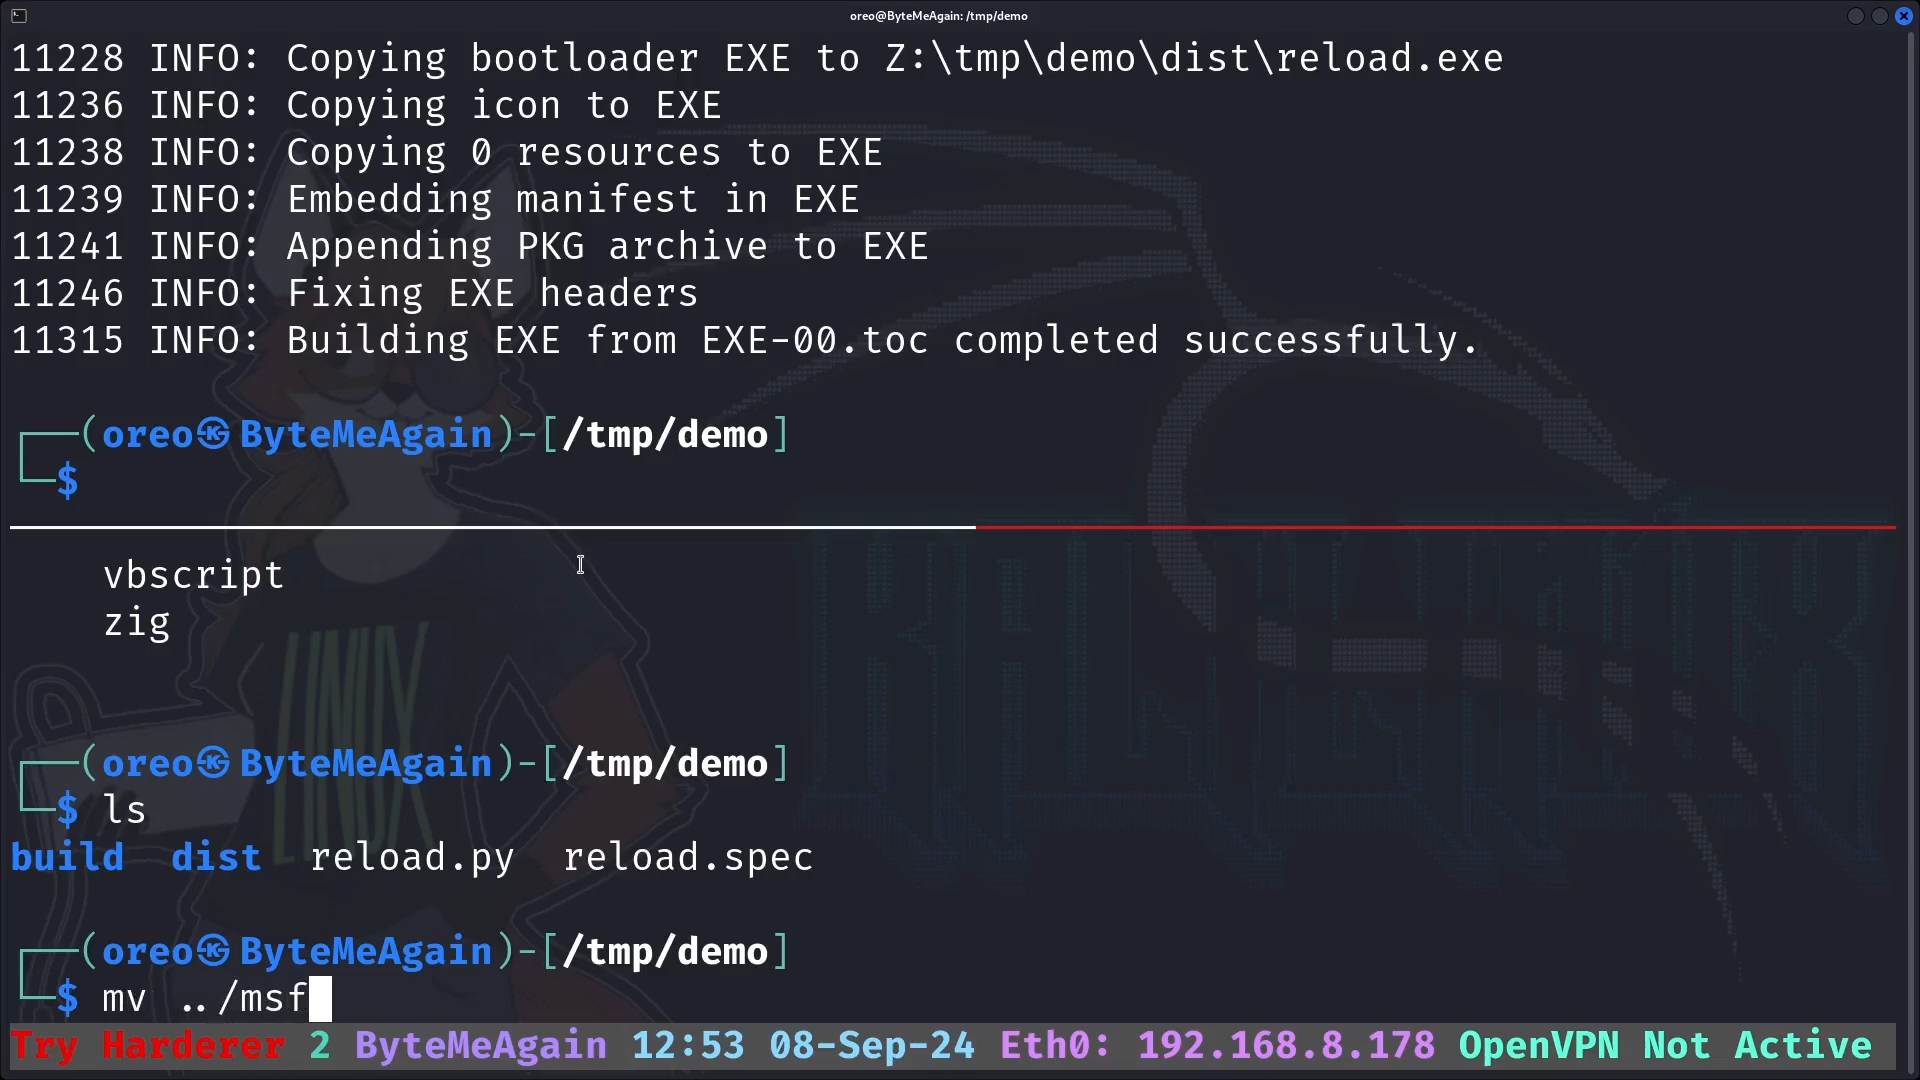 oreo@ByteMeAgain: /tmp/demo
11228 INFO: Copying bootloader EXE to Z:\tmp\demo\dist\reload.exe
11236 INFO: Copying icon to EXE
11238 INFO: Copying 0 resources to EXE
11239 INFO: Embedding manifest in EXE
11241 INFO: Appending PKG archive to EXE
11246 INFO: Fixing EXE headers
11315 INFO: Building EXE from EXE-00.toc completed successfully.
┌──(oreo㉿ByteMeAgain)-[/tmp/demo]
└─$
vbscript
zig
┌──(oreo㉿ByteMeAgain)-[/tmp/demo]
└─$ ls
build  dist  reload.py  reload.spec
┌──(oreo㉿ByteMeAgain)-[/tmp/demo]
└─$ mv ../msf
Try Harderer 2 ByteMeAgain 12:53 08-Sep-24 Eth0: 192.168.8.178 OpenVPN Not Active